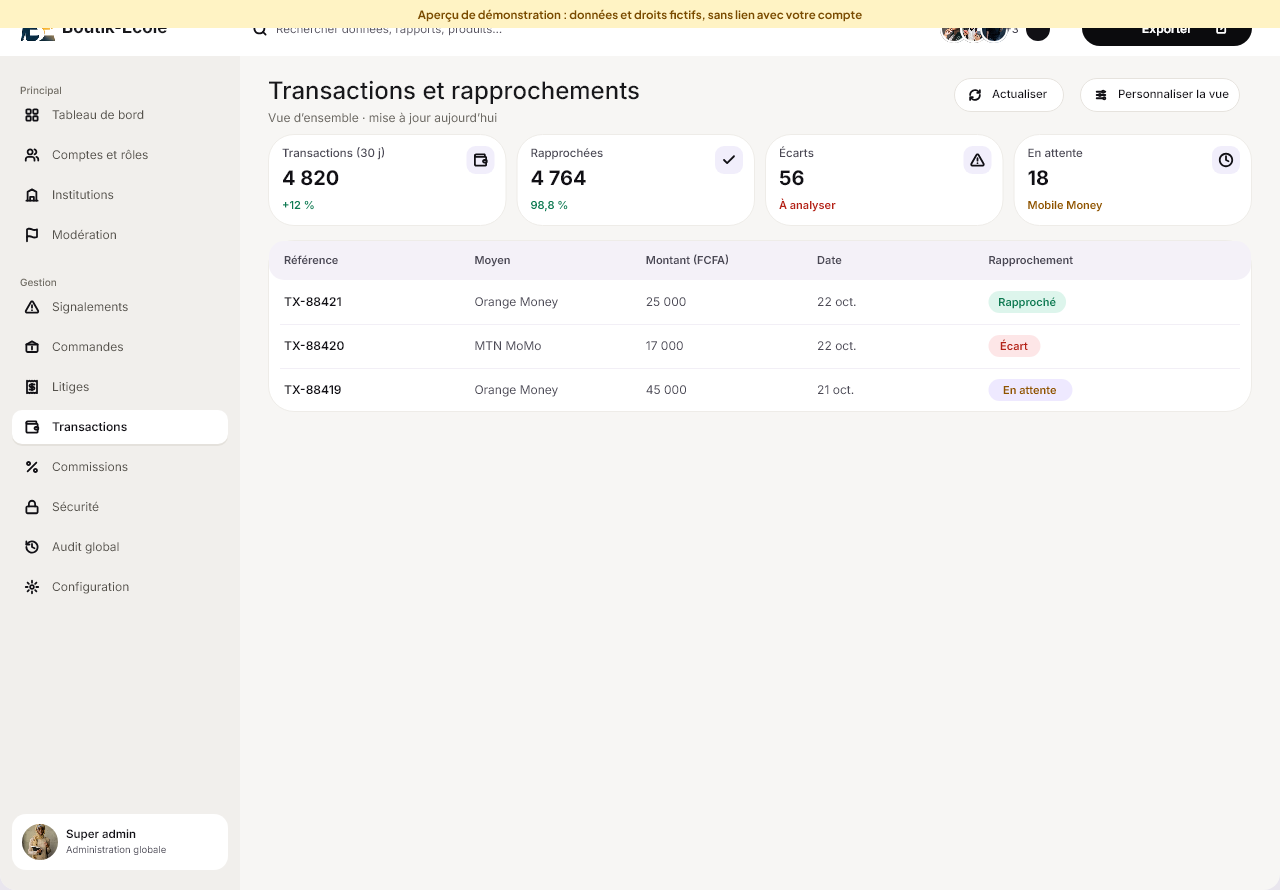 Aperçu de démonstration : données et droits fictifs, sans lien avec votre compte
Boutik-École
Rechercher données, rapports, produits...
+3
Exporter
Principal
Tableau de bord
Comptes et rôles
Institutions
Modération
Gestion
Signalements
Commandes
Litiges
Transactions
Commissions
Sécurité
Audit global
Configuration
Super admin
Administration globale
Transactions et rapprochements
Vue d’ensemble · mise à jour aujourd’hui
Actualiser
Personnaliser la vue
Transactions (30 j)
4 820
+12 %
Rapprochées
4 764
98,8 %
Écarts
56
À analyser
En attente
18
Mobile Money
Référence Moyen Montant (FCFA) Date Rapprochement
TX-88421 Orange Money 25 000 22 oct. Rapproché
TX-88420 MTN MoMo 17 000 22 oct. Écart
TX-88419 Orange Money 45 000 21 oct. En attente